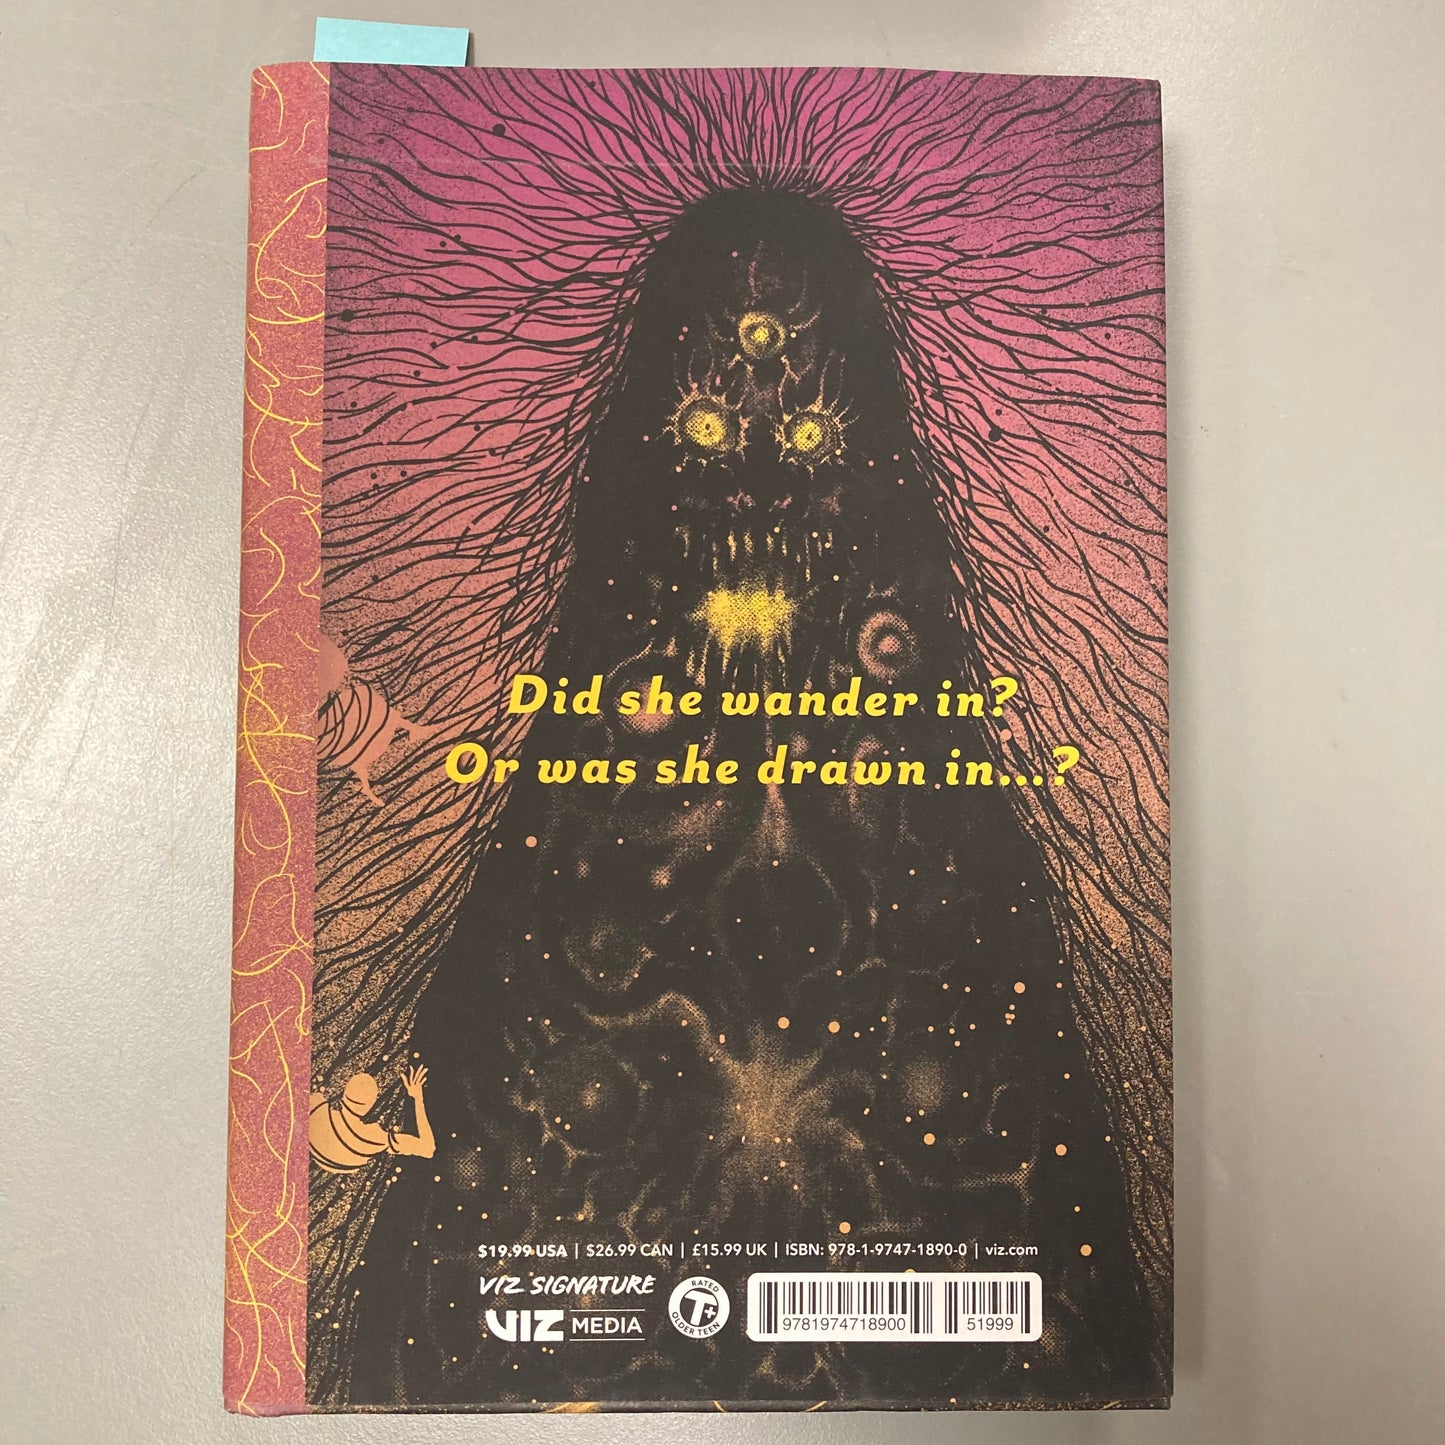 Did she wander in?
Or was she drawn in...?
$19.99 USA | $26.99 CAN | £15.99 UK | ISBN: 978-1-9747-1890-0 | viz.com
VIZ SIGNATURE
VIZ MEDIA
RATED
T+
OLDER TEEN
9781974718900
51999